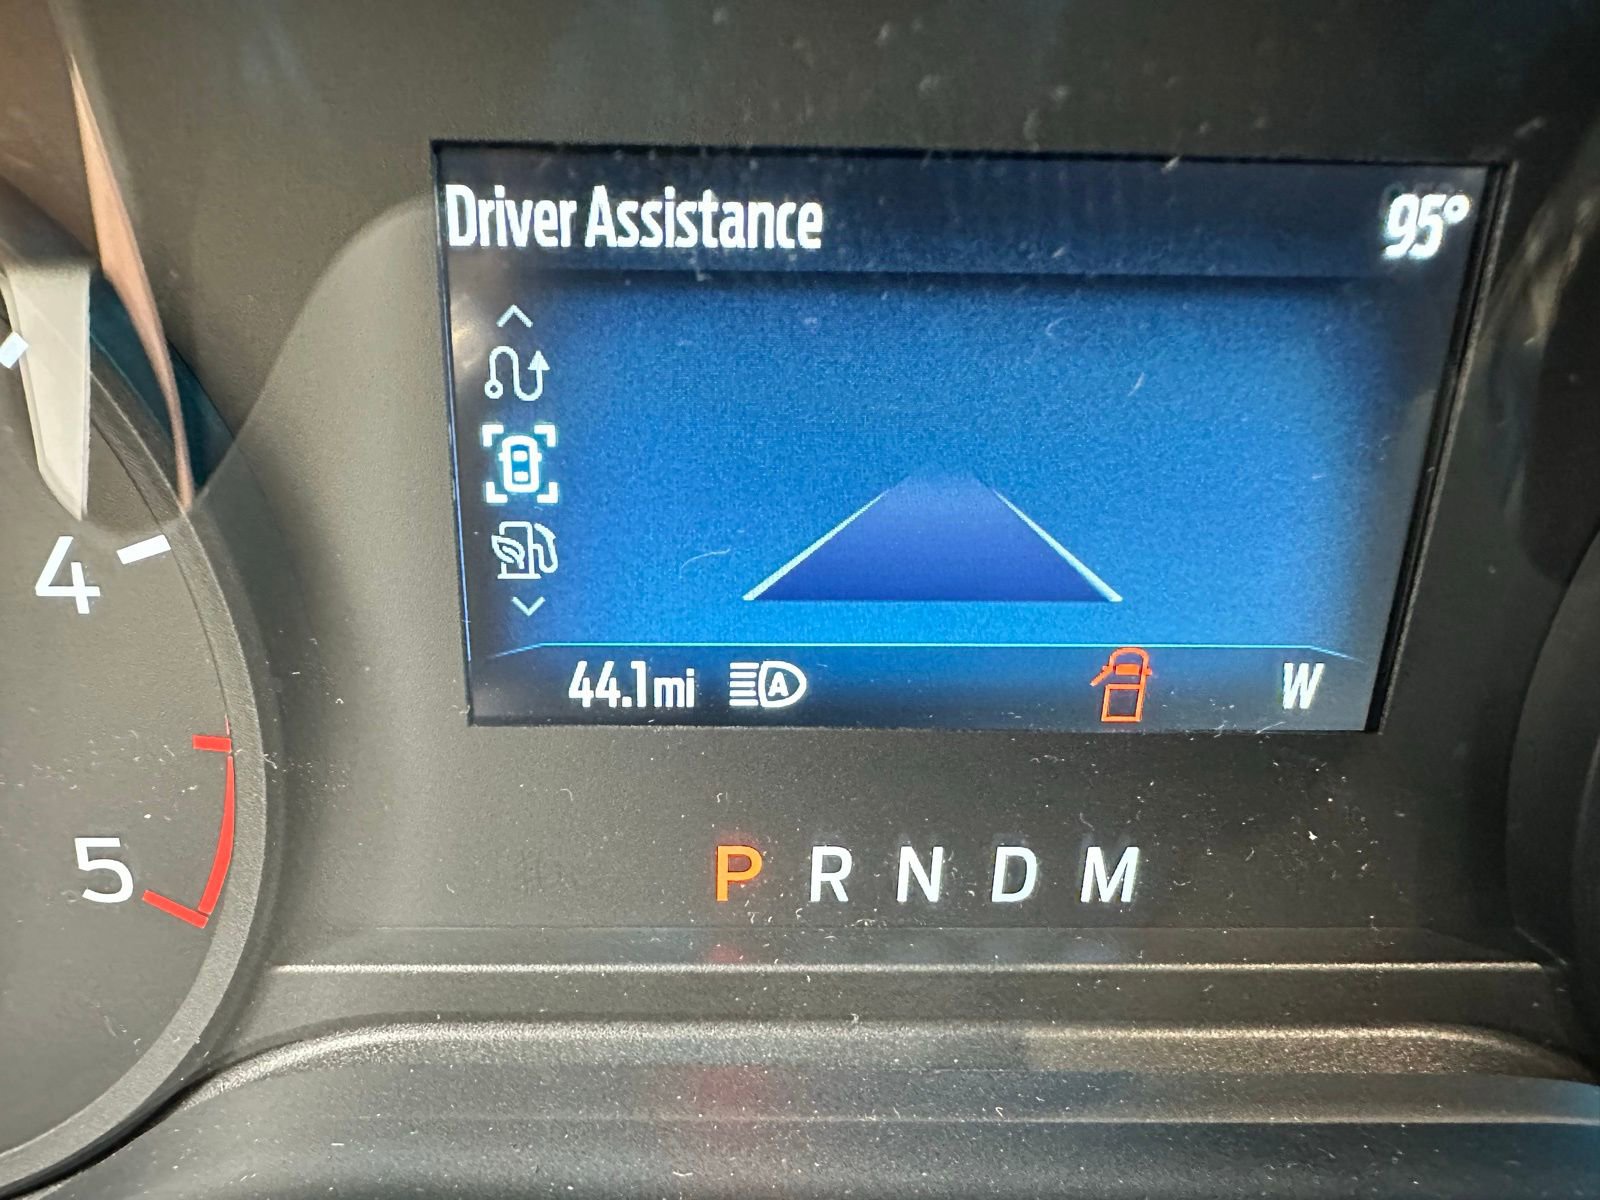 Driver Assistance 95°
44.1mi A W
4
5
P R N D M